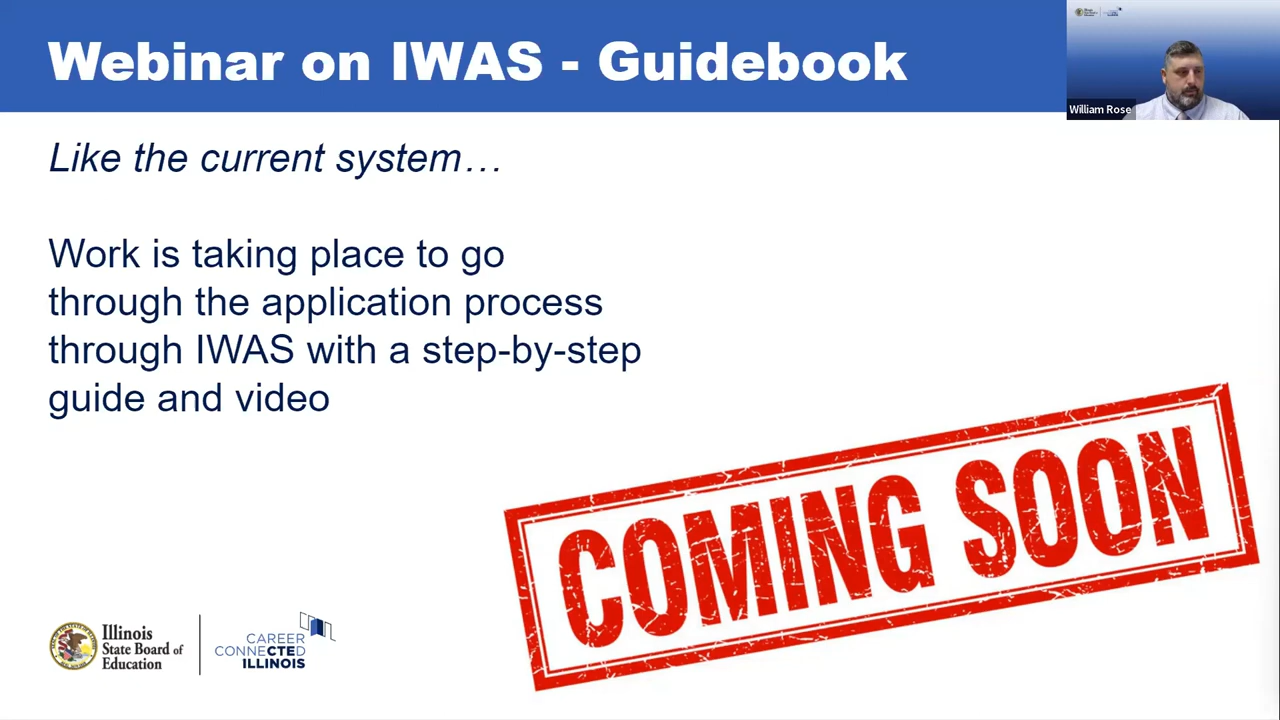 Webinar on IWAS - Guidebook
William Rose
Like the current system…
Work is taking place to go
through the application process
through IWAS with a step-by-step
guide and video
COMING SOON
Illinois
State Board of
Education
CAREER
CONNECTED
ILLINOIS